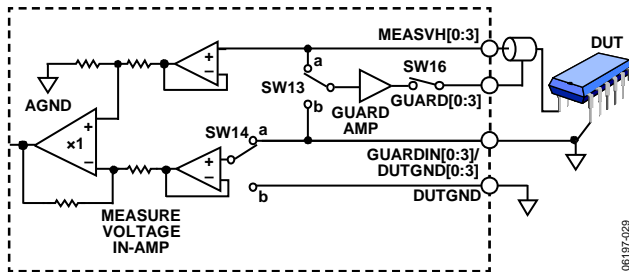 MEASVH[0:3]
DUT
a
SW16
SW13
AGND
GUARD[0:3]
b
GUARD
AMP
SW14
a
+
–
+
×1
–
+
–
GUARDIN[0:3]/
DUTGND[0:3]
b
DUTGND
MEASURE
VOLTAGE
IN-AMP
06197-029